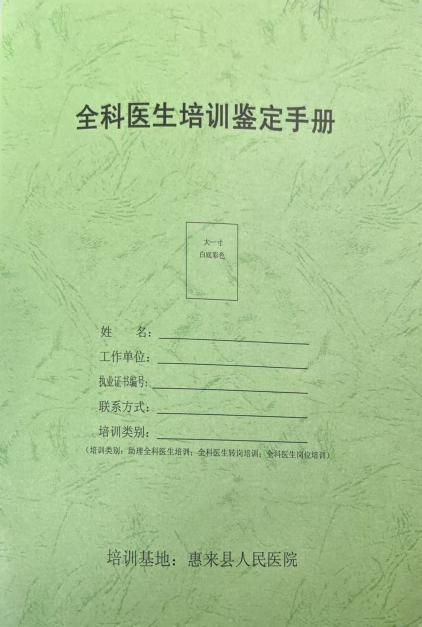 全科医生培训鉴定手册
大一寸
白底彩色
姓 名：
工作单位：
执业证书编号：
联系方式：
培训类别：
（培训类别：助理全科医生培训；全科医生转岗培训；全科医生岗位培训）
培训基地：惠来县人民医院